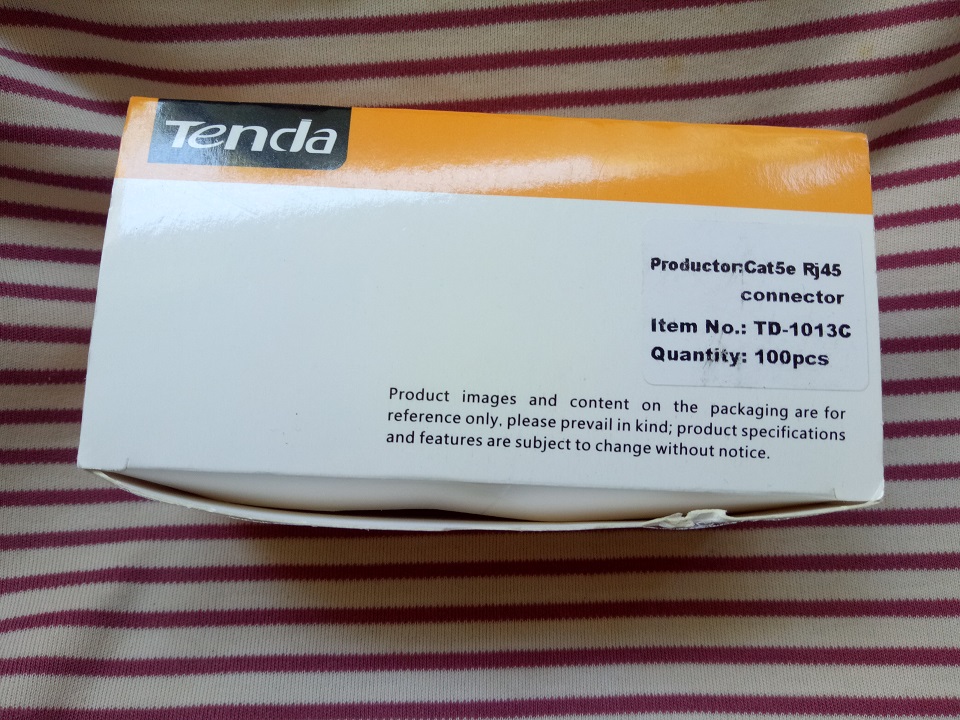 Tenda
Productor:Cat5e Rj45
connector
Item No.: TD-1013C
Quantity: 100pcs
Product images and content on the packaging are for
reference only, please prevail in kind; product specifications
and features are subject to change without notice.